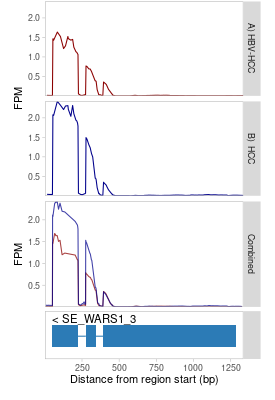 2.0
1.5
1.0
0.5
A) HBV-HCC
FPM
2.0
1.5
1.0
0.5
B) HCC
2.0
1.5
1.0
0.5
FPM
Combined
< SE_WARS1_3
250 500 750 1000 1250
Distance from region start (bp)